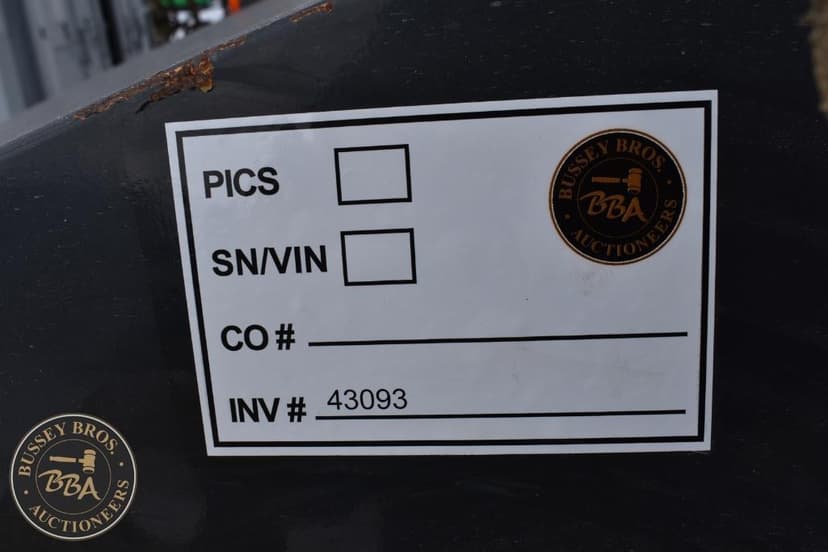 PICS
SN/VIN
CO #
INV # 43093
BUSSEY BROS.
BBA
AUCTIONEERS
BUSSEY BROS.
BBA
AUCTIONEERS